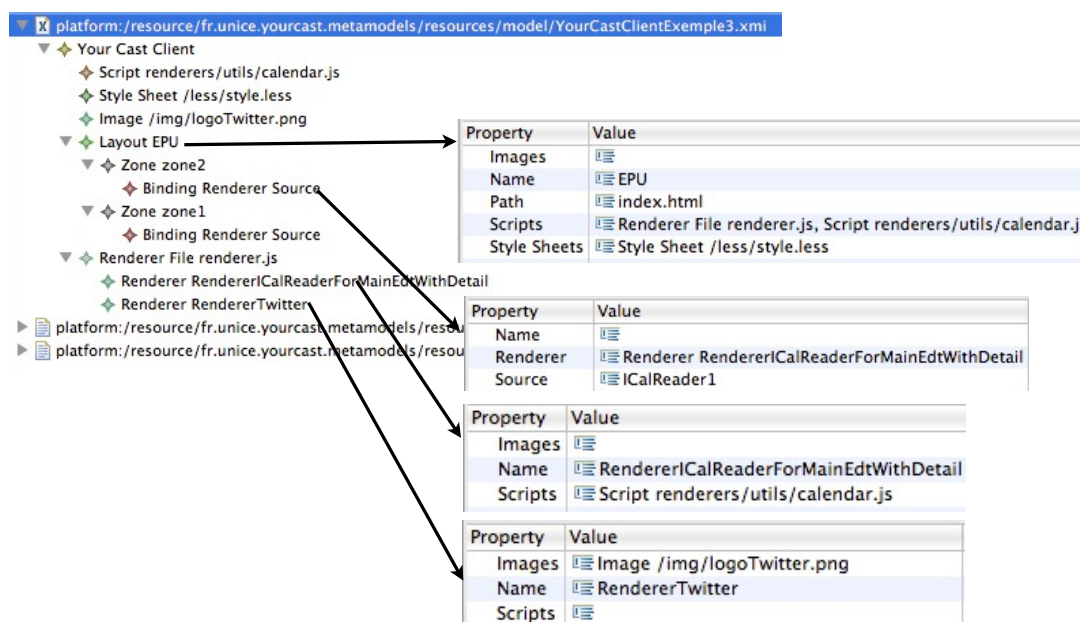 platform:/resource/fr.unice.yourcast.metamodels/resources/model/YourCastClientExemple3.xmi
Your Cast Client
Script renderers/utils/calendar.js
Style Sheet /less/style.less
Image /img/logoTwitter.png
Layout EPU
Zone zone2
Binding Renderer Source
Zone zone1
Binding Renderer Source
Renderer File renderer.js
Renderer RendererICalReaderForMainEdtWithDetail
Renderer RendererTwitter
platform:/resource/fr.unice.yourcast.metamodels/resou
platform:/resource/fr.unice.yourcast.metamodels/resou
Property Value
Images
Name EPU
Path index.html
Scripts Renderer File renderer.js, Script renderers/utils/calendar.j
Style Sheets Style Sheet /less/style.less
Property Value
Name
Renderer Renderer RendererICalReaderForMainEdtWithDetail
Source ICalReader1
Property Value
Images
Name RendererICalReaderForMainEdtWithDetail
Scripts Script renderers/utils/calendar.js
Property Value
Images Image /img/logoTwitter.png
Name RendererTwitter
Scripts